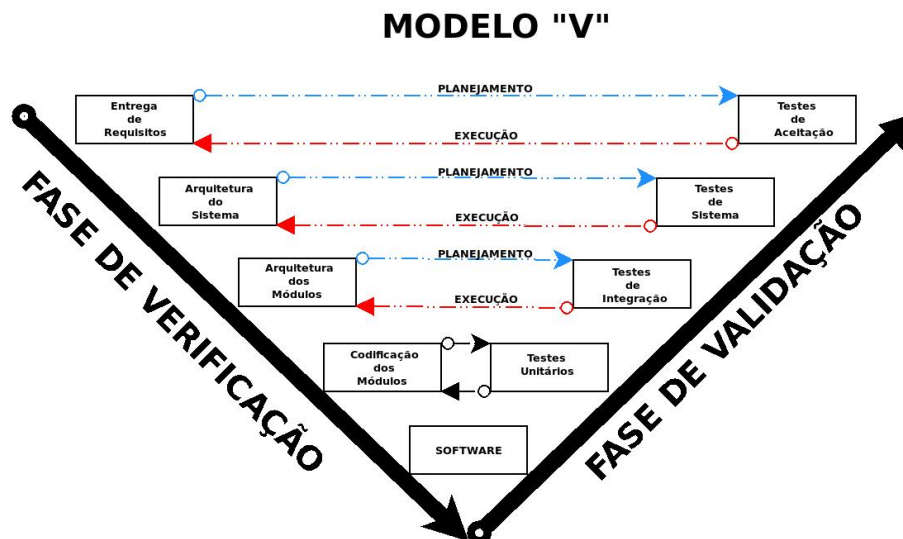 MODELO "V"
PLANEJAMENTO
Entrega
de
Requisitos
Testes
de
Aceitação
EXECUÇÃO
PLANEJAMENTO
Arquitetura
do
Sistema
Testes
de
Sistema
EXECUÇÃO
PLANEJAMENTO
Arquitetura
dos
Módulos
Testes
de
Integração
EXECUÇÃO
Codificação
dos
Módulos
Testes
Unitários
SOFTWARE
FASE DE VERIFICAÇÃO
FASE DE VALIDAÇÃO